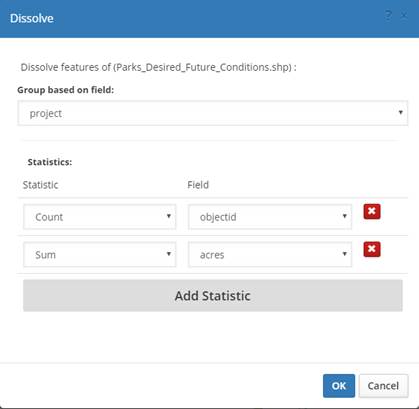 Dissolve
? ×
Dissolve features of (Parks_Desired_Future_Conditions.shp) :
Group based on field:
project
Statistics:
Statistic Field
Count objectid
Sum acres
Add Statistic
OK Cancel